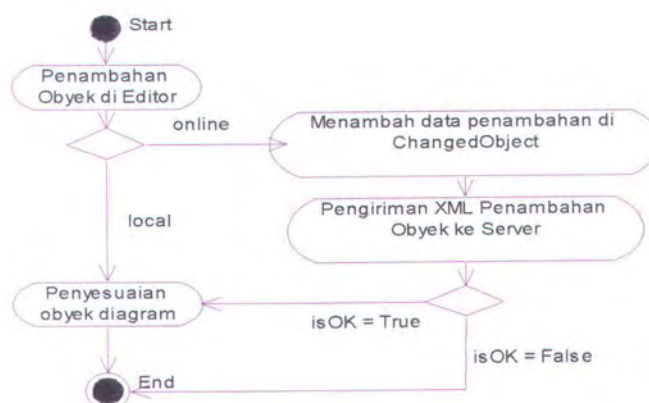 Start
Penambahan
Obyek di Editor
online
Menambah data penambahan di
ChangedObject
Pengiriman XML Penambahan
Obyek ke Server
local
Penyesuaian
obyek diagram
isOK = True
isOK = False
End